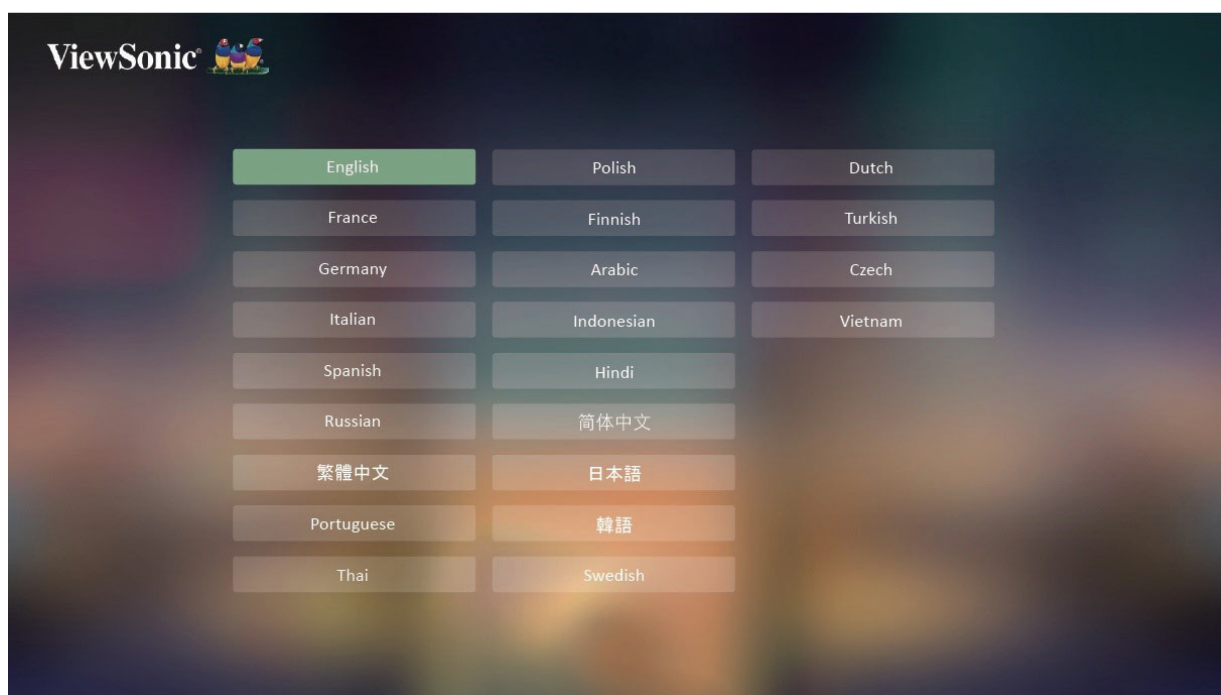 ViewSonic®
English
France
Germany
Italian
Spanish
Russian
繁體中文
Portuguese
Thai
Polish
Finnish
Arabic
Indonesian
Hindi
简体中文
日本語
韓語
Swedish
Dutch
Turkish
Czech
Vietnam